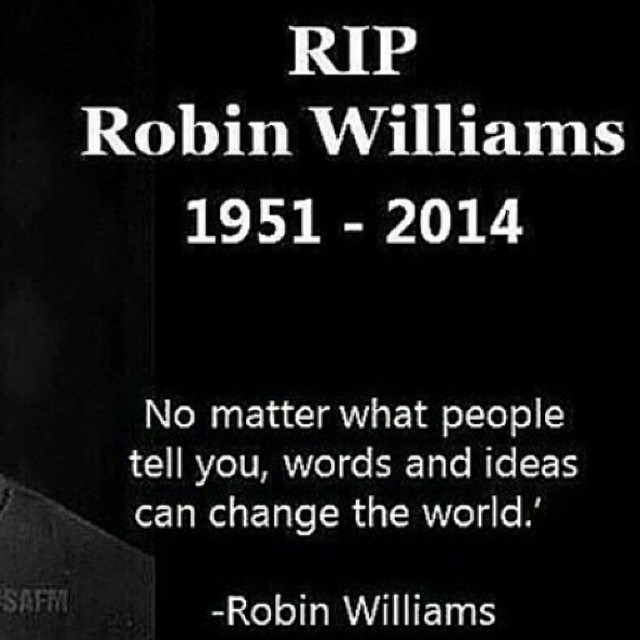 RIP
Robin Williams
1951 - 2014
No matter what people
tell you, words and ideas
can change the world.'
-Robin Williams
SAFM